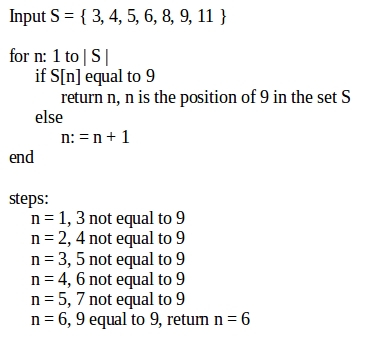 Input S = { 3, 4, 5, 6, 8, 9, 11 }
for n: 1 to | S |
if S[n] equal to 9
return n, n is the position of 9 in the set S
else
n: = n + 1
end
steps:
n = 1, 3 not equal to 9
n = 2, 4 not equal to 9
n = 3, 5 not equal to 9
n = 4, 6 not equal to 9
n = 5, 7 not equal to 9
n = 6, 9 equal to 9, return n = 6